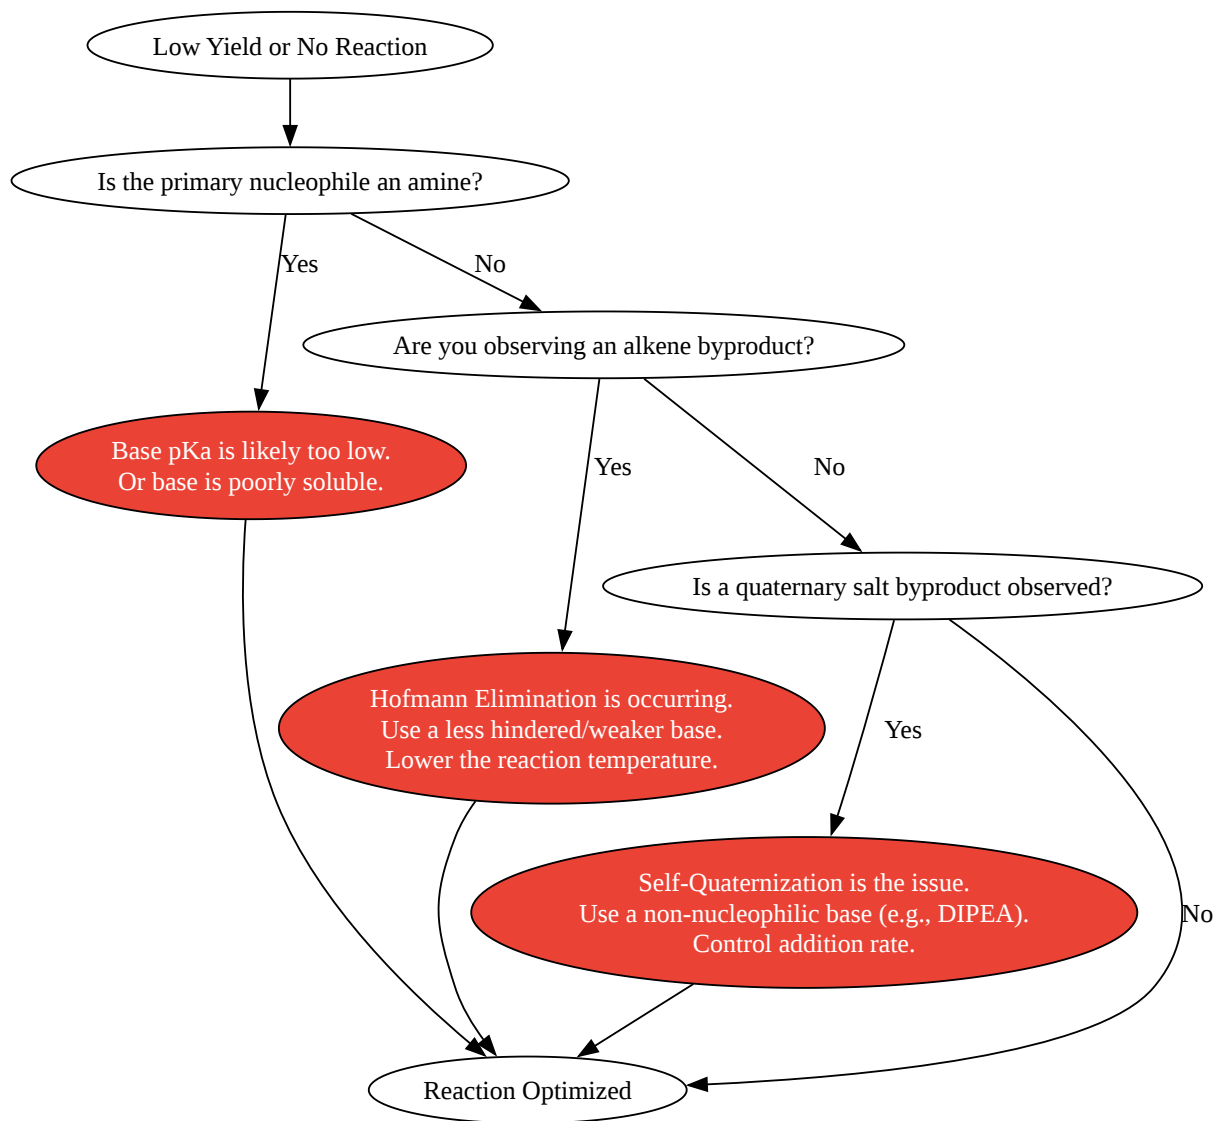 Low Yield or No Reaction
Is the primary nucleophile an amine?
Yes
No
Are you observing an alkene byproduct?
Base pKa is likely too low.
Or base is poorly soluble.
Yes
No
Is a quaternary salt byproduct observed?
Hofmann Elimination is occurring.
Use a less hindered/weaker base.
Lower the reaction temperature.
Yes
No
Self-Quaternization is the issue.
Use a non-nucleophilic base (e.g., DIPEA).
Control addition rate.
Reaction Optimized